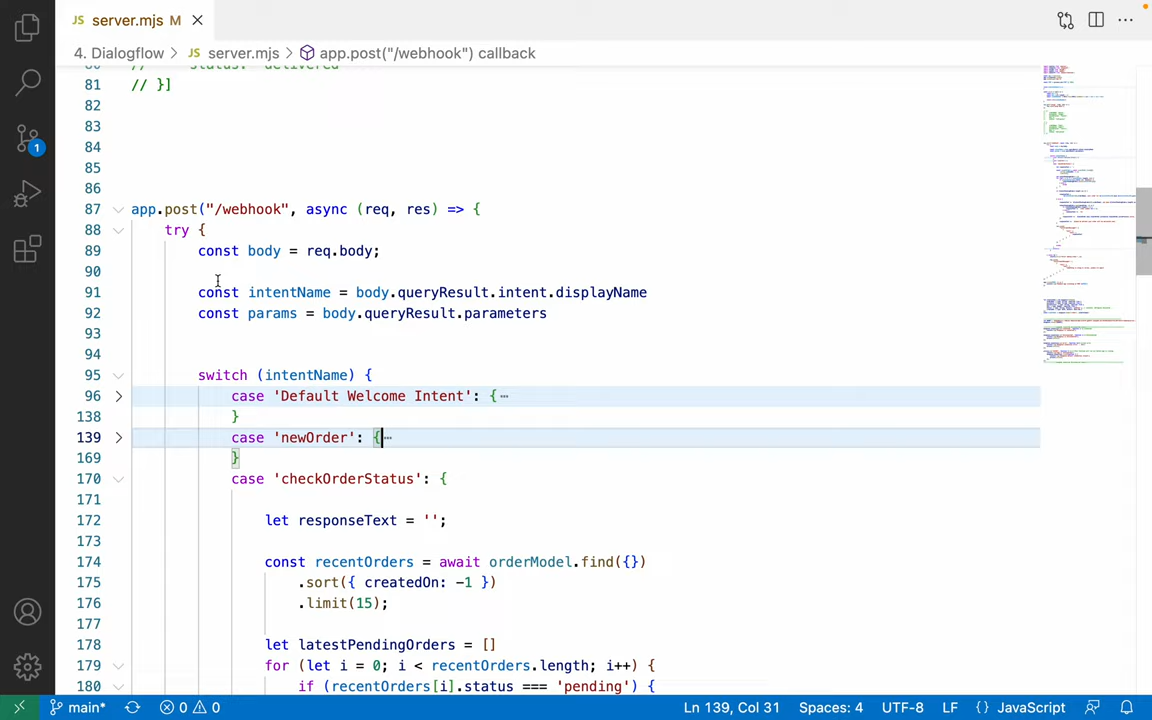 JS server.mjs M
4. Dialogflow > JS server.mjs > app.post("/webhook") callback
81 // }]
82
83
84
85
86
87 app.post("/webhook", async (req, res) => {
88 try {
89 const body = req.body;
90
91 const intentName = body.queryResult.intent.displayName
92 const params = body.queryResult.parameters
93
94
95 switch (intentName) {
96 case 'Default Welcome Intent': {…
138 }
139 case 'newOrder': {…
169 }
170 case 'checkOrderStatus': {
171
172 let responseText = '';
173
174 const recentOrders = await orderModel.find({})
175 .sort({ createdOn: -1 })
176 .limit(15);
177
178 let latestPendingOrders = []
179 for (let i = 0; i < recentOrders.length; i++) {
180 if (recentOrders[i].status === 'pending') {
1
main* 0 0 Ln 139, Col 31 Spaces: 4 UTF-8 LF {} JavaScript